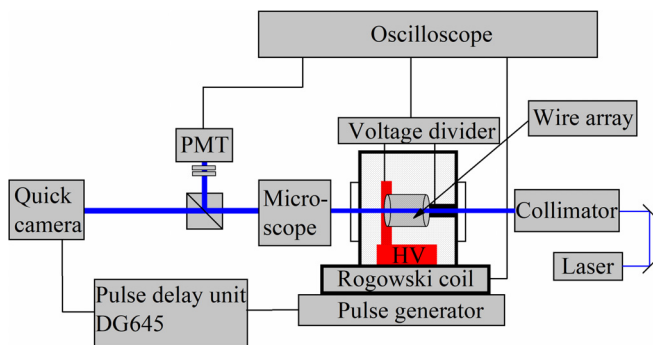 Oscilloscope
PMT
Voltage divider
Wire array
Quick
camera
Micro-
scope
Collimator
HV
Laser
Rogowski coil
Pulse delay unit
DG645
Pulse generator